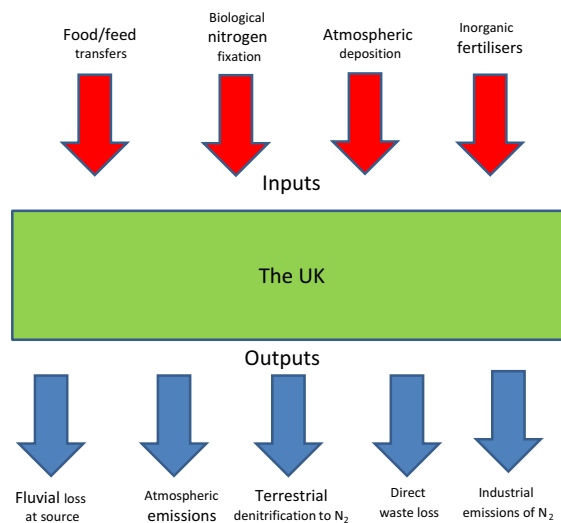 Food/feed
transfers
Biological
nitrogen
fixation
Atmospheric
deposition
Inorganic
fertilisers
Inputs
The UK
Outputs
Fluvial loss
at source
Atmospheric
emissions
Terrestrial
denitrification to N₂
Direct
waste loss
Industrial
emissions of N₂